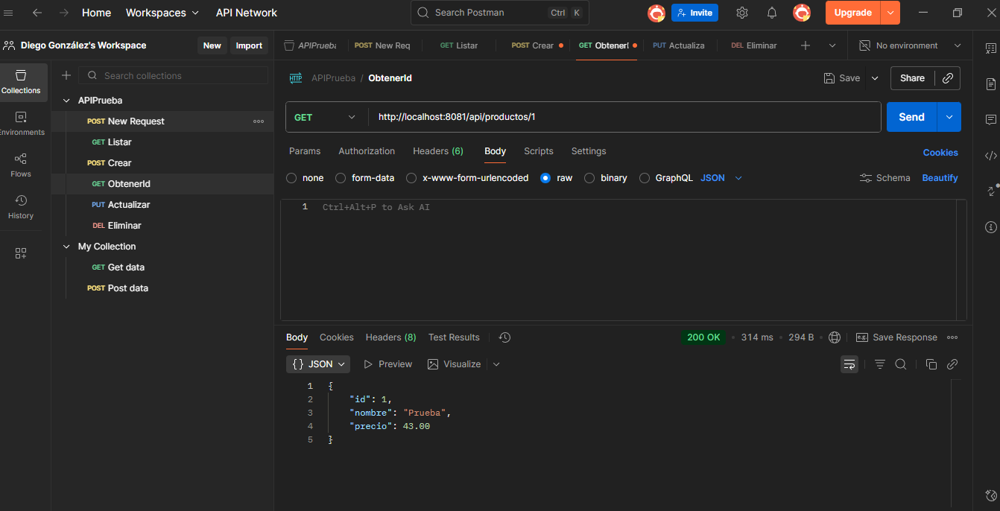 Home Workspaces API Network Search Postman Ctrl K Invite Upgrade
Diego González's Workspace New Import APIPrueba POST New Req GET Listar POST Crear GET Obtenerl PUT Actualiza DEL Eliminar No environment
Collections
Search collections
HTTP APIPrueba / ObtenerId Save Share
APIPrueba
POST New Request
GET http://localhost:8081/api/productos/1 Send
Environments
GET Listar
Flows
POST Crear
Params Authorization Headers (6) Body Scripts Settings Cookies
GET ObtenerId
none form-data x-www-form-urlencoded raw binary GraphQL JSON Schema Beautify
History
PUT Actualizar
1 Ctrl+Alt+P to Ask AI
DEL Eliminar
My Collection
GET Get data
POST Post data
Body Cookies Headers (8) Test Results 200 OK • 314 ms • 294 B • e.g. Save Response
{} JSON Preview Visualize
1 {
2 "id": 1,
3 "nombre": "Prueba",
4 "precio": 43.00
5 }